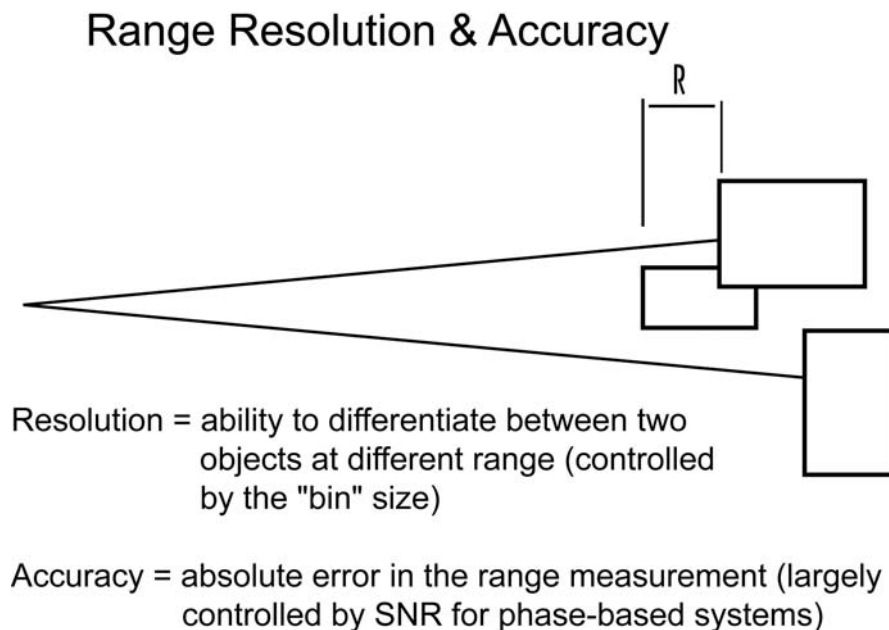 Range Resolution & Accuracy
R
Resolution = ability to differentiate between two
objects at different range (controlled
by the "bin" size)
Accuracy = absolute error in the range measurement (largely
controlled by SNR for phase-based systems)